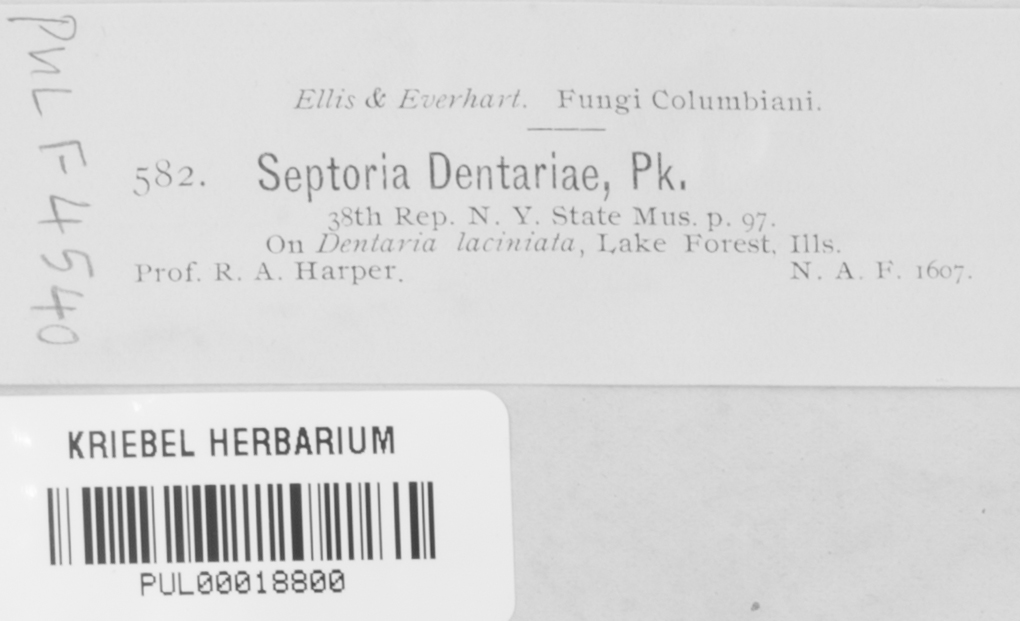 PUL F 4540
Ellis & Everhart. Fungi Columbiani.
582. Septoria Dentariae, Pk.
38th Rep. N. Y. State Mus. p. 97.
On Dentaria laciniata, Lake Forest, Ills.
Prof. R. A. Harper. N. A. F. 1607.
KRIEBEL HERBARIUM
PUL00018800